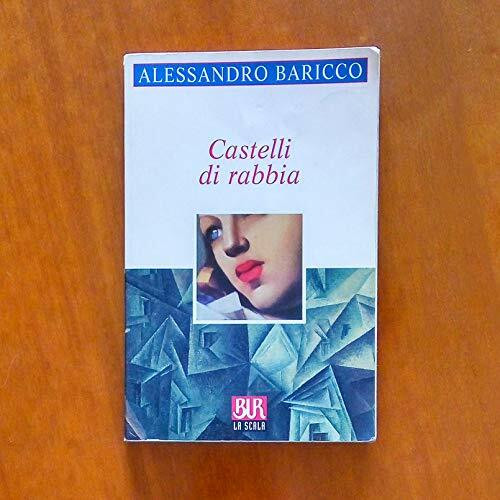 ALESSANDRO BARICCO
Castelli
di rabbia
BUR
LA SCALA